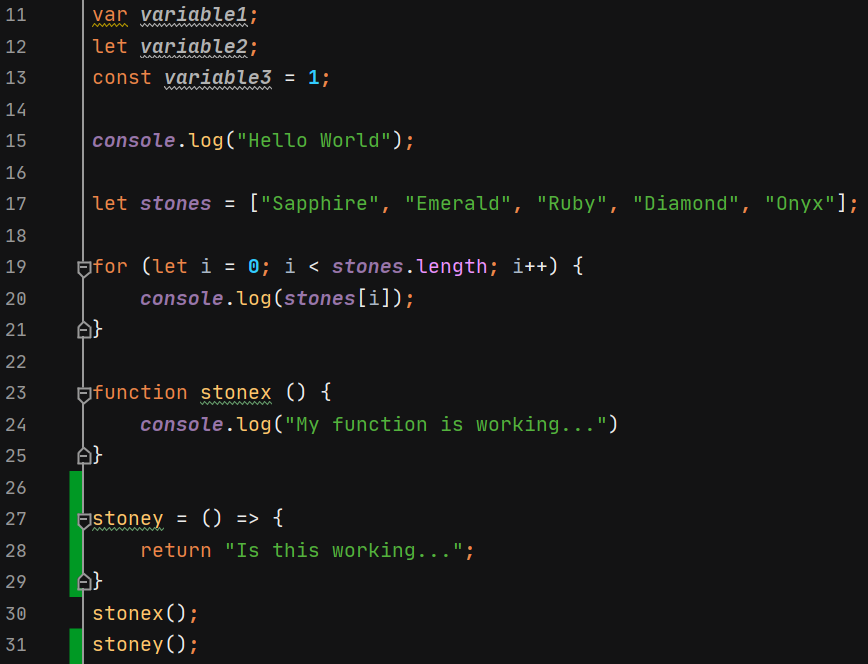 11 var variable1;
12 let variable2;
13 const variable3 = 1;
14
15 console.log("Hello World");
16
17 let stones = ["Sapphire", "Emerald", "Ruby", "Diamond", "Onyx"];
18
19 for (let i = 0; i < stones.length; i++) {
20     console.log(stones[i]);
21 }
22
23 function stonex () {
24     console.log("My function is working...")
25 }
26
27 stoney = () => {
28     return "Is this working...";
29 }
30 stonex();
31 stoney();